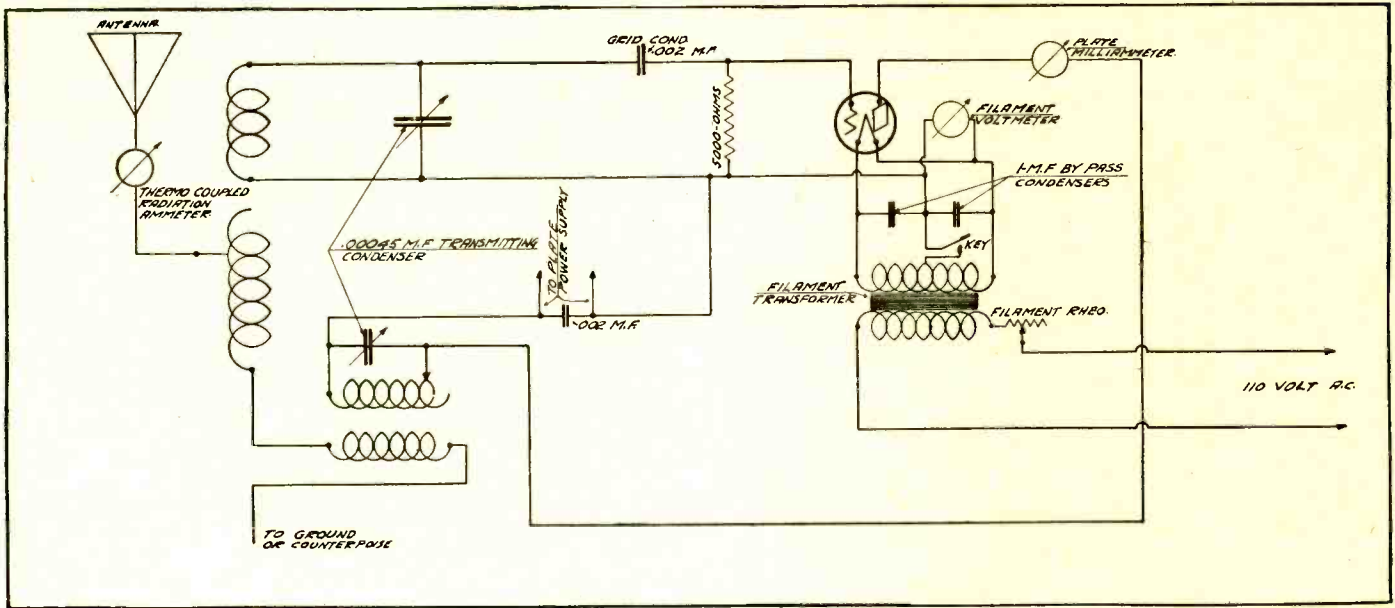 ANTENNA
GRID COND.
.002 M.F.
PLATE
MILLIAMMETER.
FILAMENT
VOLTMETER
5000-OHMS
THERMO COUPLED
RADIATION
AMMETER.
1-M.F BY PASS
CONDENSERS
.00045 M.F TRANSMITTING
CONDENSER
TO PLATE
POWER SUPPLY
KEY
FILAMENT
TRANSFORMER
.002 M.F.
FILAMENT RHEO.
110 VOLT A.C.
TO GROUND
OR COUNTERPOISE